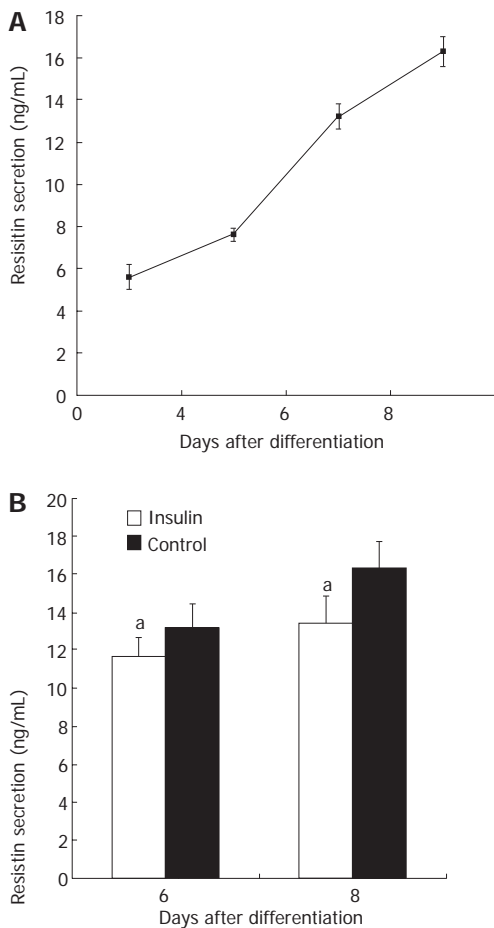 A
Resisitin secretion (ng/mL)
18
16
14
12
10
8
6
4
2
0
0 4 6 8
Days after differentiation
B
Resistin secretion (ng/mL)
20
18
16
14
12
10
8
6
4
2
0
Insulin
Control
a
a
6 8
Days after differentiation